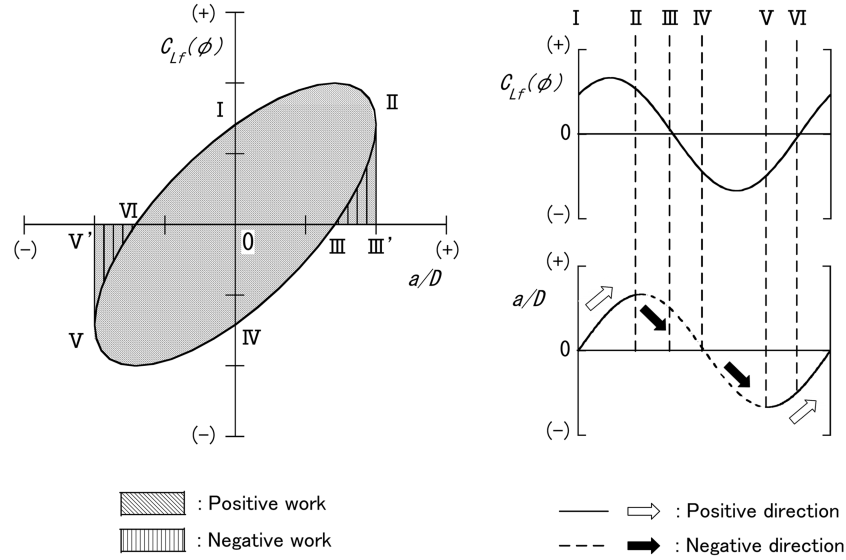 (+)
C_Lf(ϕ)
I
II
VI
V'
0
III
III'
(-)
(+)
a/D
V
IV
(-)
: Positive work
: Negative work
I
II
III
IV
V
VI
(+)
C_Lf(ϕ)
0
(-)
(+)
a/D
0
(-)
: Positive direction
: Negative direction